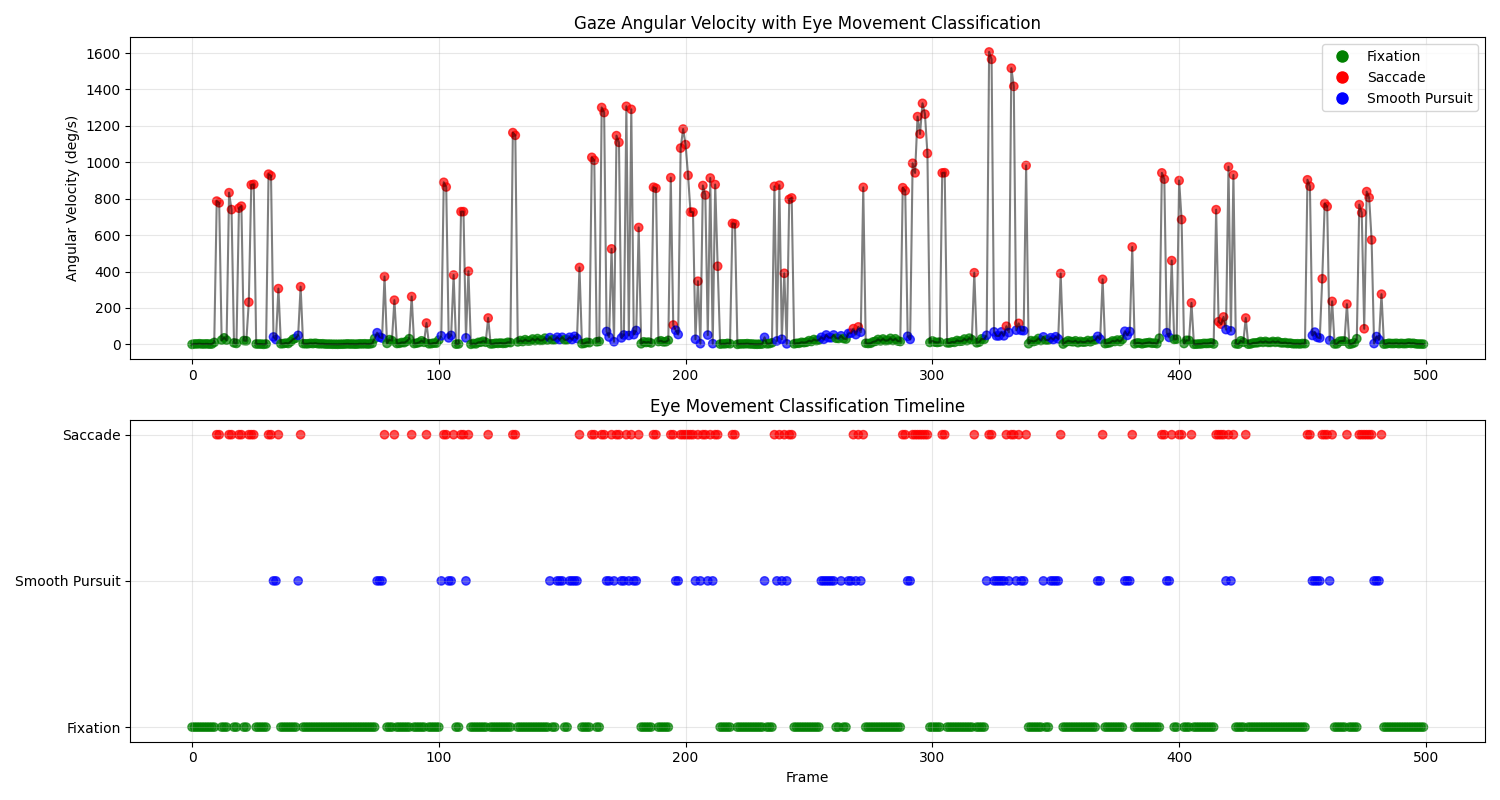 Gaze Angular Velocity with Eye Movement Classification
Angular Velocity (deg/s)
1600
1400
1200
1000
800
600
400
200
0
Fixation
Saccade
Smooth Pursuit
0 100 200 300 400 500
Eye Movement Classification Timeline
Saccade
Smooth Pursuit
Fixation
0 100 200 300 400 500
Frame